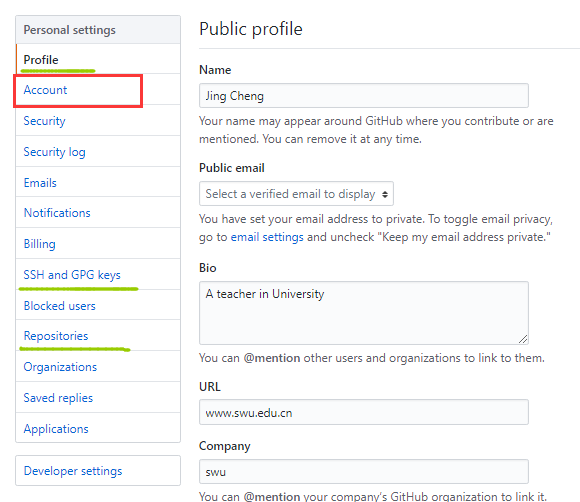 Personal settings
Profile
Account
Security
Security log
Emails
Notifications
Billing
SSH and GPG keys
Blocked users
Repositories
Organizations
Saved replies
Applications
Developer settings
Public profile
Name
Jing Cheng
Your name may appear around GitHub where you contribute or are
mentioned. You can remove it at any time.
Public email
Select a verified email to display
You have set your email address to private. To toggle email privacy,
go to email settings and uncheck "Keep my email address private."
Bio
A teacher in University
You can @mention other users and organizations to link to them.
URL
www.swu.edu.cn
Company
swu
You can @mention your company's GitHub organization to link it.